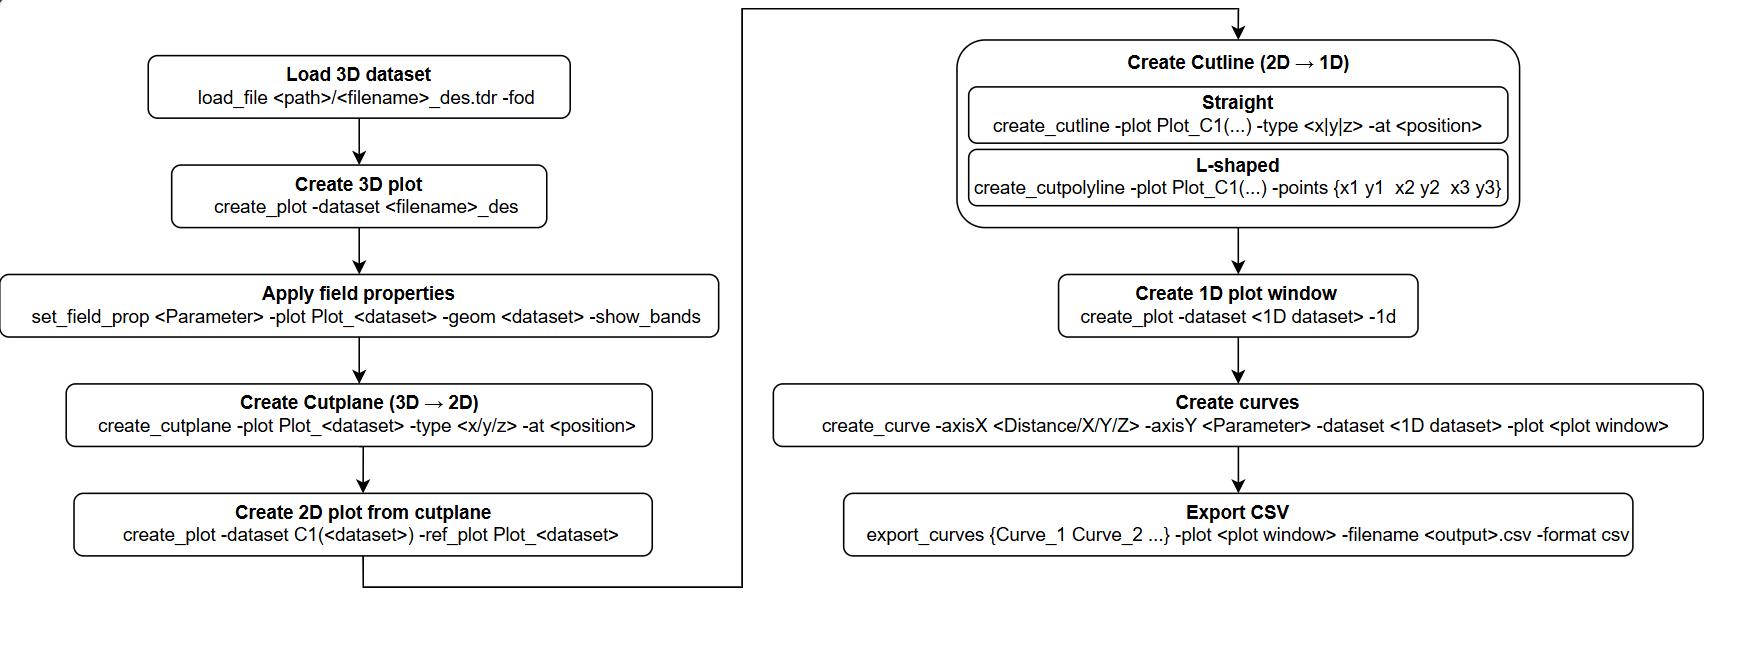 Load 3D dataset
load_file <path>/<filename>_des.tdr -fod
Create 3D plot
create_plot -dataset <filename>_des
Apply field properties
set_field_prop <Parameter> -plot Plot_<dataset> -geom <dataset> -show_bands
Create Cutplane (3D → 2D)
create_cutplane -plot Plot_<dataset> -type <x/y/z> -at <position>
Create 2D plot from cutplane
create_plot -dataset C1(<dataset>) -ref_plot Plot_<dataset>
Create Cutline (2D → 1D)
Straight
create_cutline -plot Plot_C1(...) -type <x|y|z> -at <position>
L-shaped
create_cutpolyline -plot Plot_C1(...) -points {x1 y1  x2 y2  x3 y3}
Create 1D plot window
create_plot -dataset <1D dataset> -1d
Create curves
create_curve -axisX <Distance/X/Y/Z> -axisY <Parameter> -dataset <1D dataset> -plot <plot window>
Export CSV
export_curves {Curve_1 Curve_2 ...} -plot <plot window> -filename <output>.csv -format csv